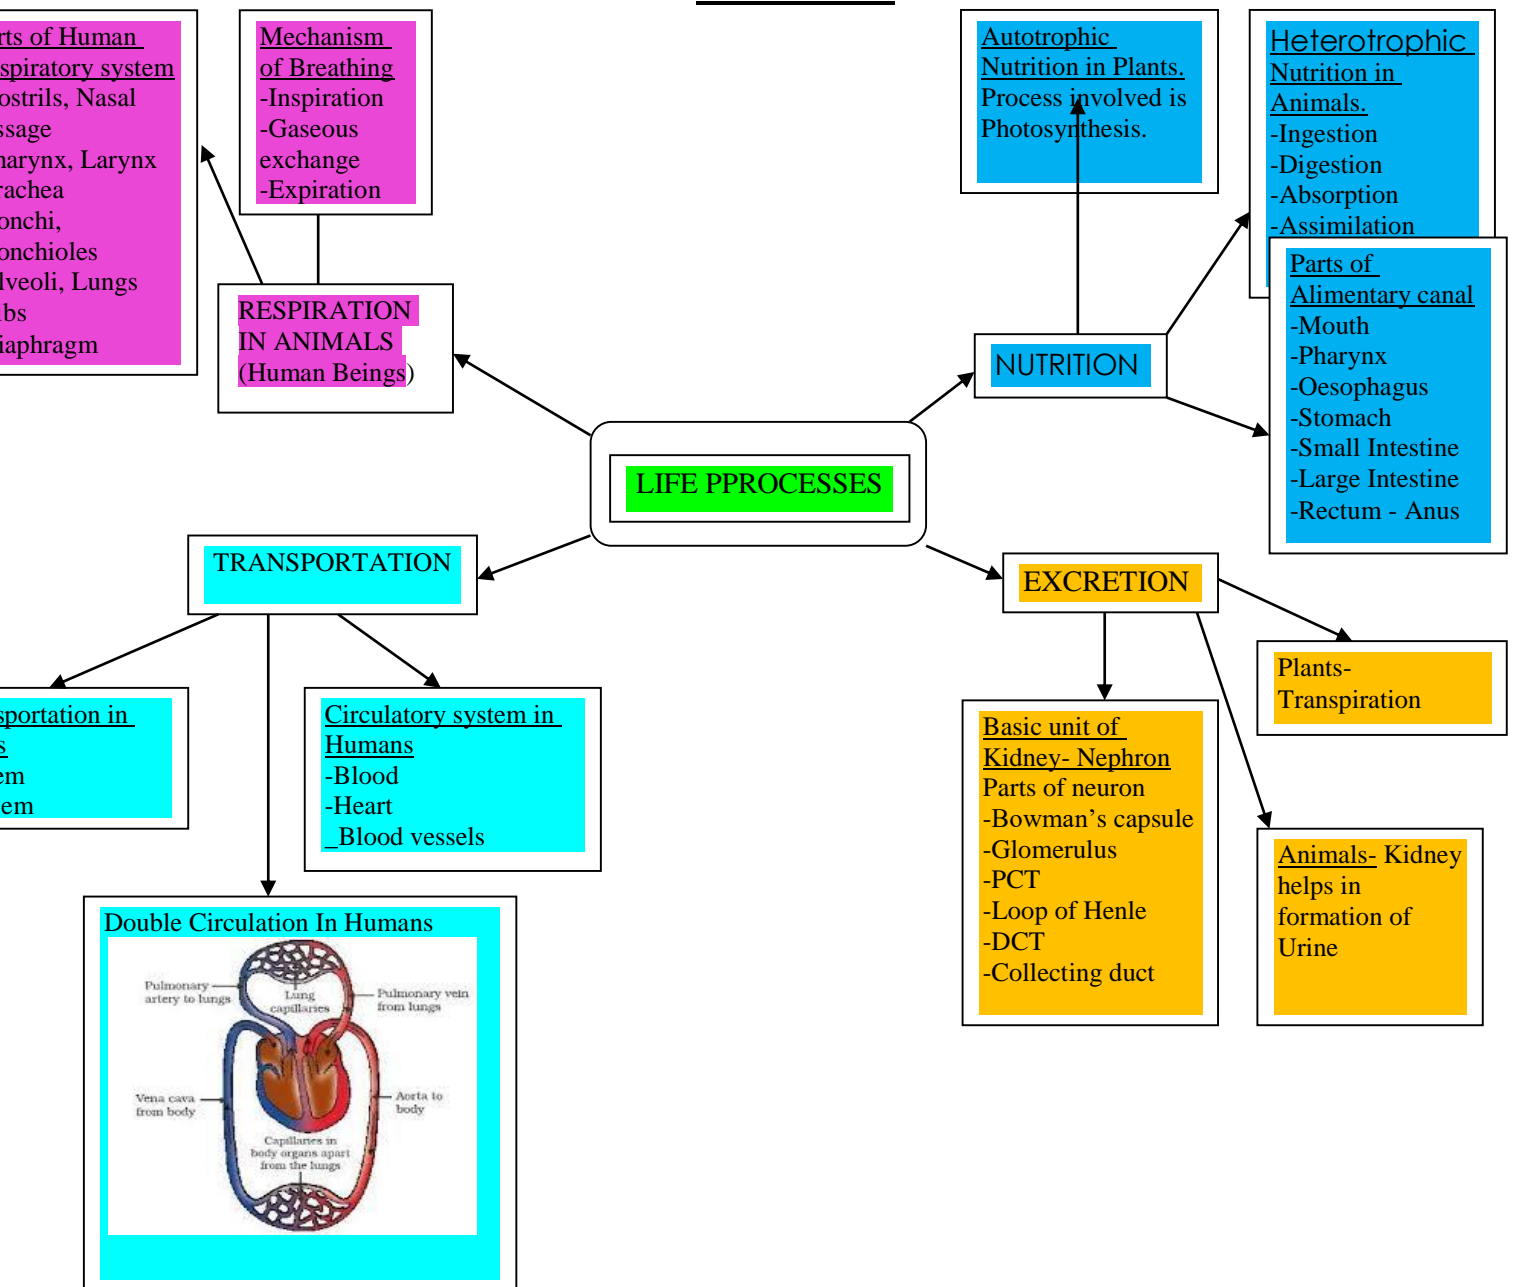 rts of Human
spiratory system
ostrils, Nasal
ssage
harynx, Larynx
rachea
onchi,
onchioles
lveoli, Lungs
ibs
iaphragm
Mechanism
of Breathing
-Inspiration
-Gaseous
exchange
-Expiration
Autotrophic
Nutrition in Plants.
Process involved is
Photosynthesis.
Heterotrophic
Nutrition in
Animals.
-Ingestion
-Digestion
-Absorption
-Assimilation
Parts of
Alimentary canal
-Mouth
-Pharynx
-Oesophagus
-Stomach
-Small Intestine
-Large Intestine
-Rectum - Anus
RESPIRATION
IN ANIMALS
(Human Beings)
NUTRITION
LIFE PPROCESSES
TRANSPORTATION
EXCRETION
sportation in
s
em
em
Circulatory system in
Humans
-Blood
-Heart
_Blood vessels
Plants-
Transpiration
Basic unit of
Kidney- Nephron
Parts of neuron
-Bowman’s capsule
-Glomerulus
-PCT
-Loop of Henle
-DCT
-Collecting duct
Animals- Kidney
helps in
formation of
Urine
Double Circulation In Humans
Pulmonary
artery to lungs
Lung
capillaries
Pulmonary vein
from lungs
Vena cava
from body
Aorta to
body
Capillaries in
body organs apart
from the lungs